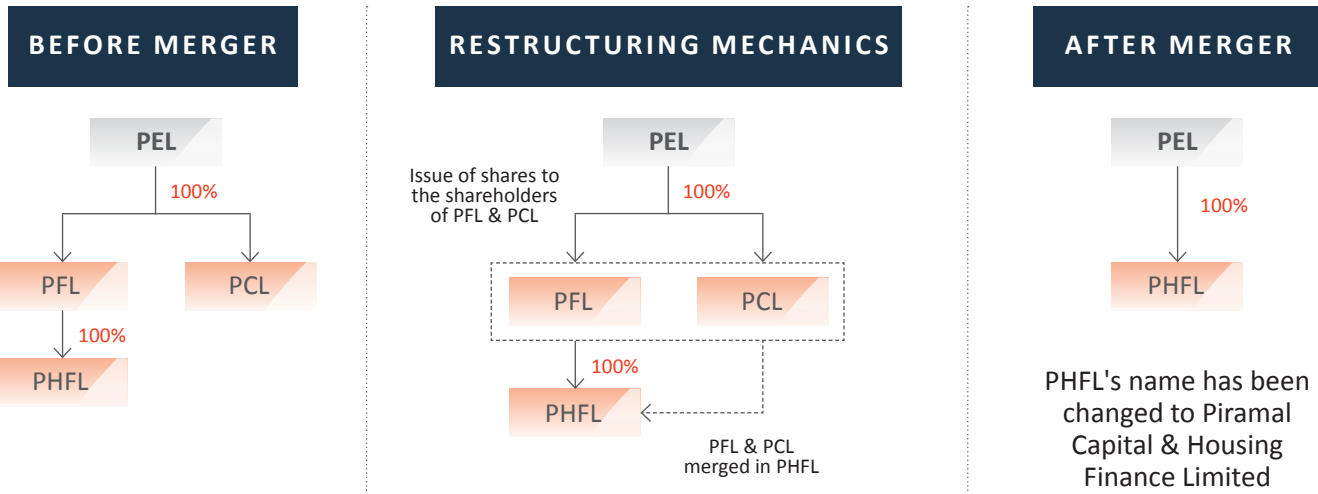 BEFORE MERGER
PEL
100%
PFL
PCL
100%
PHFL
RESTRUCTURING MECHANICS
PEL
Issue of shares to
the shareholders
of PFL & PCL
100%
PFL
PCL
100%
PHFL
PFL & PCL
merged in PHFL
AFTER MERGER
PEL
100%
PHFL
PHFL's name has been
changed to Piramal
Capital & Housing
Finance Limited